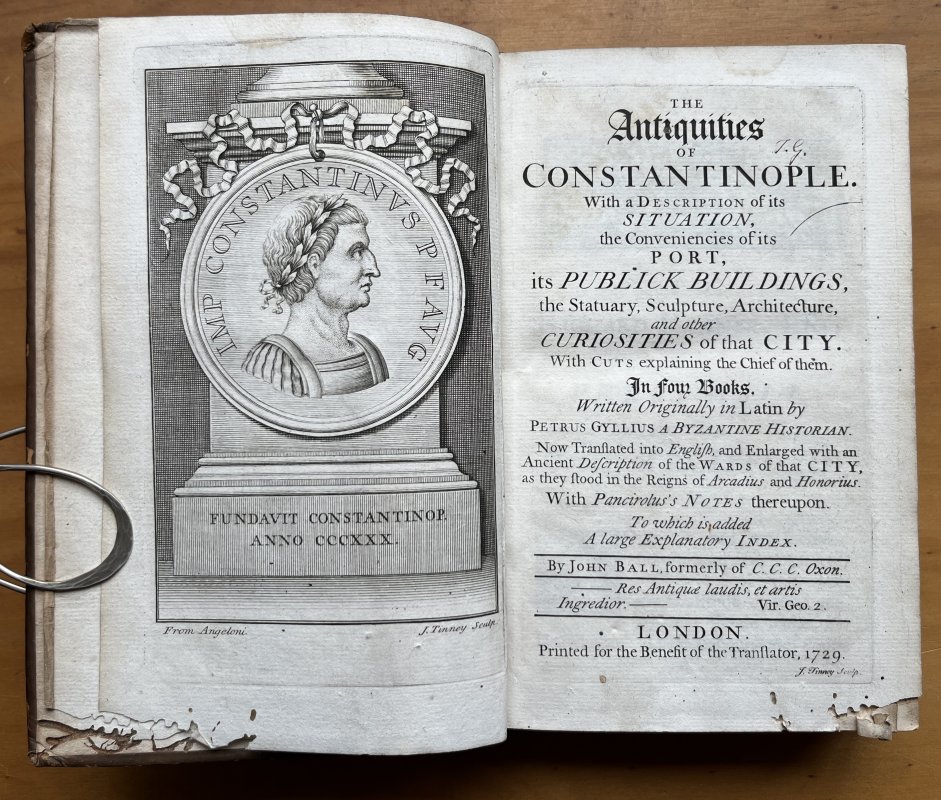 IMP CONSTANTINVS P F AVG
FUNDAVIT CONSTANTINOP.
ANNO CCCXXX.
From Angeloni.
J. Tinney Sculp.
THE
Antiquities
OF
T.G.
CONSTANTINOPLE.
With a DESCRIPTION of its
SITUATION,
the Conveniencies of its
PORT,
its PUBLICK BUILDINGS,
the Statuary, Sculpture, Architecture,
and other
CURIOSITIES of that CITY.
With CUTS explaining the Chief of them.
In four Books.
Written Originally in Latin by
PETRUS GYLLIUS A BYZANTINE HISTORIAN.
Now Tranſlated into Engliſh, and Enlarged with an
Ancient Deſcription of the WARDS of that CITY,
as they ſtood in the Reigns of Arcadius and Honorius.
With Pancirolus's NOTES thereupon.
To which is added
A large Explanatory INDEX.
By JOHN BALL, formerly of C.C.C. Oxon.
—— Res Antiquæ laudis, et artis
Ingredior. —— Vir. Geo. 2.
LONDON.
Printed for the Benefit of the Tranſlator, 1729.
J. Tinney Sculp.